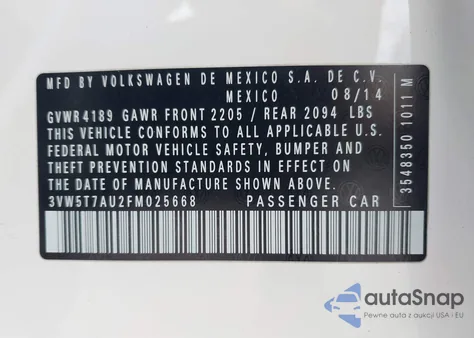 MFD BY VOLKSWAGEN DE MEXICO S.A. DE C.V.
MEXICO 08/14
GVWR 4189 GAWR FRONT 2205 / REAR 2094 LBS
THIS VEHICLE CONFORMS TO ALL APPLICABLE U.S.
FEDERAL MOTOR VEHICLE SAFETY, BUMPER, AND
THEFT PREVENTION STANDARDS IN EFFECT ON THE
DATE OF MANUFACTURE SHOWN ABOVE.
3VW5T7AU2FM025668 PASSENGER CAR
3548350 1011 M
autaSnap
Pewne auta z aukcji USA i EU